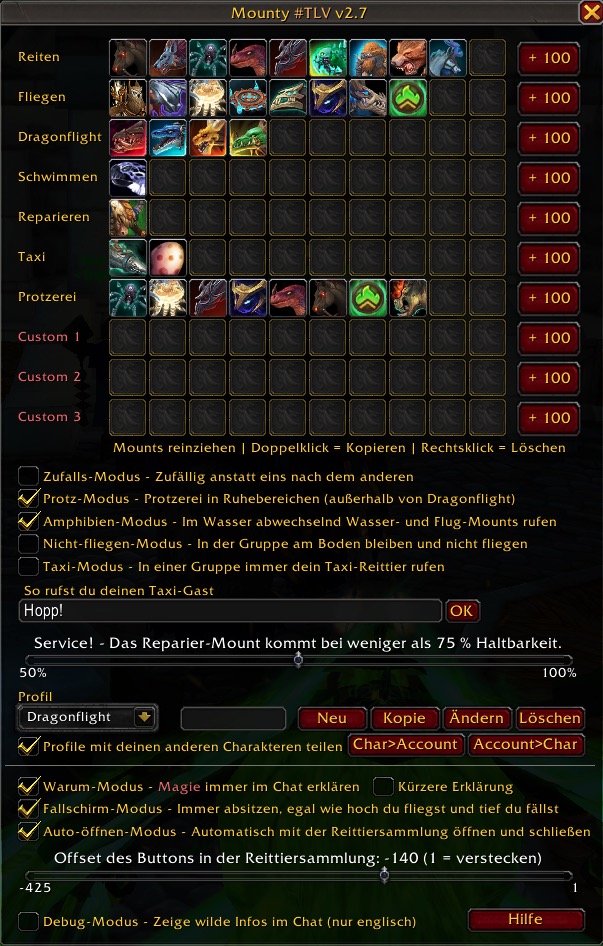 Mounty #TLV v2.7
Reiten + 100
Fliegen + 100
Dragonflight + 100
Schwimmen + 100
Reparieren + 100
Taxi + 100
Protzerei + 100
Custom 1 + 100
Custom 2 + 100
Custom 3 + 100
Mounts reinziehen | Doppelklick = Kopieren | Rechtsklick = Löschen
Zufalls-Modus - Zufällig anstatt eins nach dem anderen
Protz-Modus - Protzerei in Ruhebereichen (außerhalb von Dragonflight)
Amphibien-Modus - Im Wasser abwechselnd Wasser- und Flug-Mounts rufen
Nicht-fliegen-Modus - In der Gruppe am Boden bleiben und nicht fliegen
Taxi-Modus - In einer Gruppe immer dein Taxi-Reittier rufen
So rufst du deinen Taxi-Gast
Hopp! OK
Service! - Das Reparier-Mount kommt bei weniger als 75 % Haltbarkeit.
50% 100%
Profil
Dragonflight Neu Kopie Ändern Löschen
Profile mit deinen anderen Charakteren teilen Char>Account Account>Char
Warum-Modus - Magie immer im Chat erklären Kürzere Erklärung
Fallschirm-Modus - Immer absitzen, egal wie hoch du fliegst und tief du fällst
Auto-öffnen-Modus - Automatisch mit der Reittiersammlung öffnen und schließen
Offset des Buttons in der Reittiersammlung: -140 (1 = verstecken)
-425 1
Debug-Modus - Zeige wilde Infos im Chat (nur englisch) Hilfe